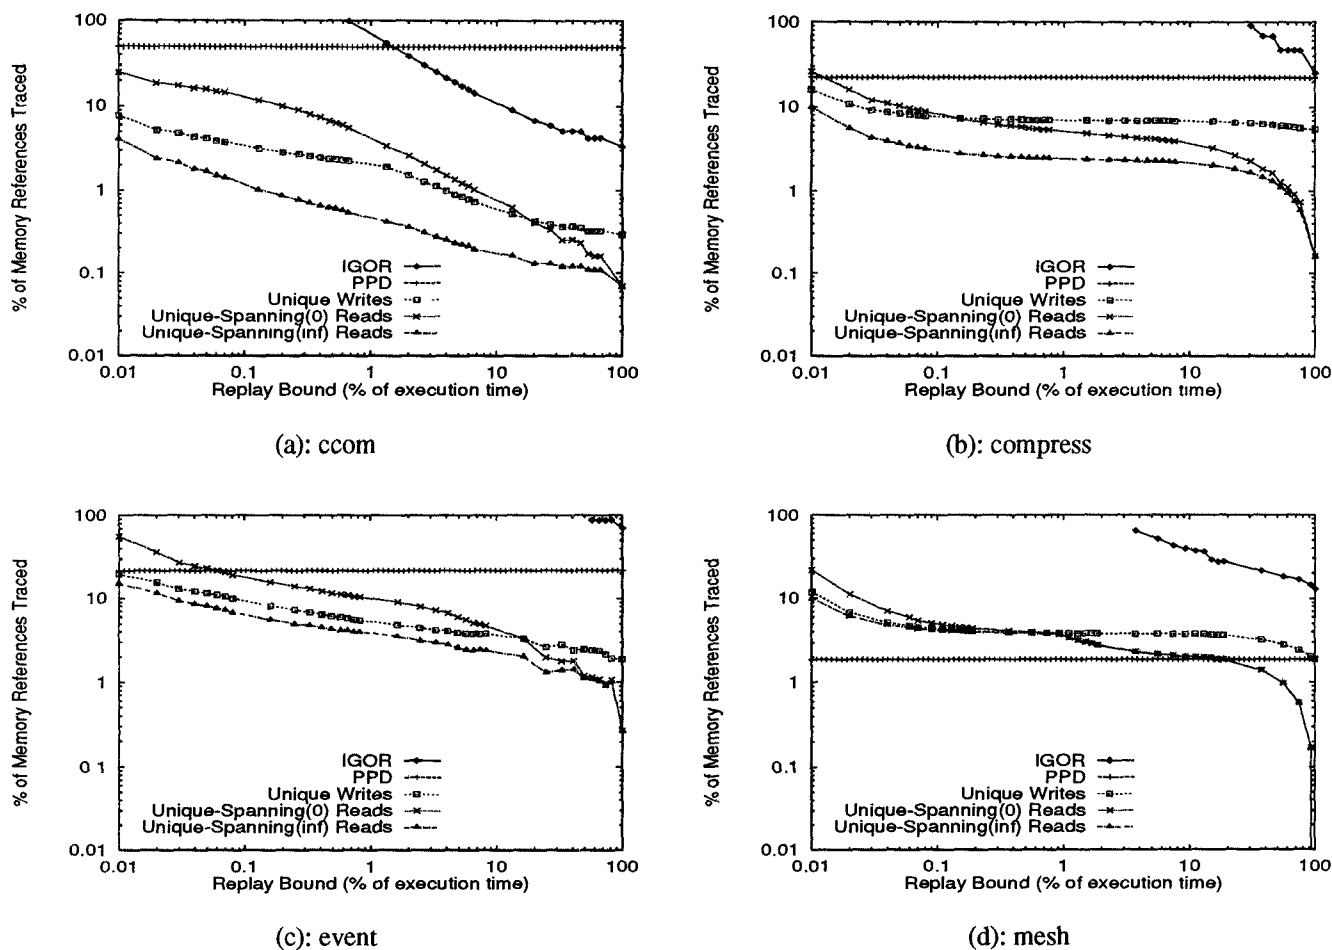 % of Memory References Traced
100
10
1
0.1
0.01
IGOR
PPD
Unique Writes
Unique-Spanning(0) Reads
Unique-Spanning(inf) Reads
0.01 0.1 1 10 100
Replay Bound (% of execution time)
(a): ccom
% of Memory References Traced
100
10
1
0.1
0.01
IGOR
PPD
Unique Writes
Unique-Spanning(0) Reads
Unique-Spanning(inf) Reads
0.01 0.1 1 10 100
Replay Bound (% of execution time)
(b): compress
% of Memory References Traced
100
10
1
0 1
0.01
IGOR
PPD
Unique Writes
Unique-Spanning(0) Reads
Unique-Spanning(inf) Reads
0.01 0.1 1 10 100
Replay Bound (% of execution time)
(c): event
% of Memory References Traced
100
10
1
0 1
0.01
IGOR
PPD
Unique Writes
Unique-Spanning(0) Reads
Unique-Spanning(inf) Reads
0.01 0.1 1 10 100
Replay Bound (% of execution time)
(d): mesh